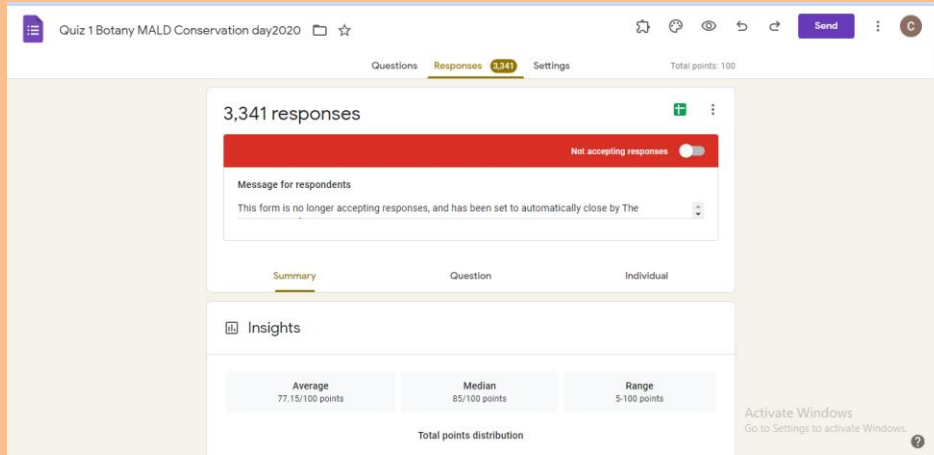 Quiz 1 Botany MALD Conservation day2020
Send
C
Questions Responses 3,341 Settings
Total points: 100
3,341 responses
Not accepting responses
Message for respondents
This form is no longer accepting responses, and has been set to automatically close by The
Summary Question Individual
Insights
Average Median Range
77.15/100 points 85/100 points 5-100 points
Total points distribution
Activate Windows
Go to Settings to activate Windows.